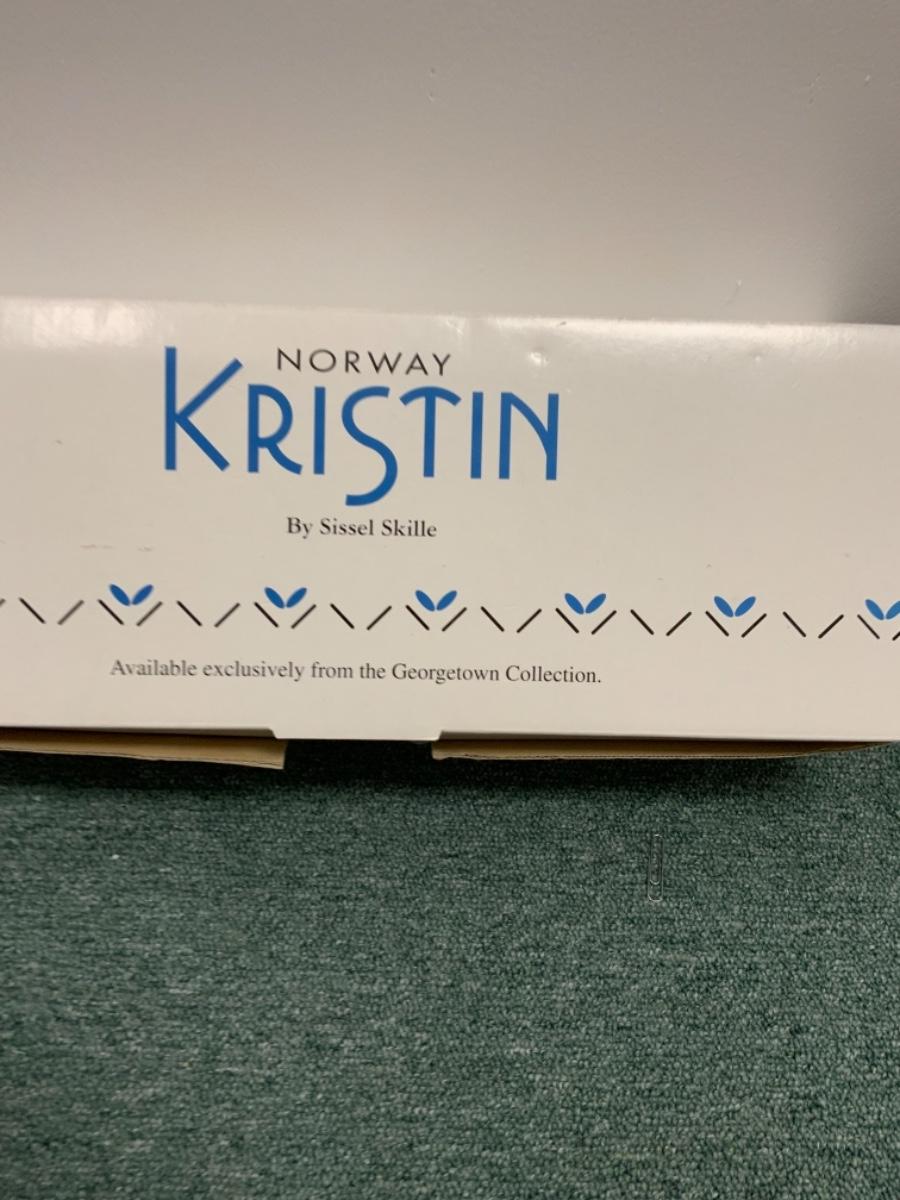 NORWAY
KRISTIN
By Sissel Skille
Available exclusively from the Georgetown Collection.